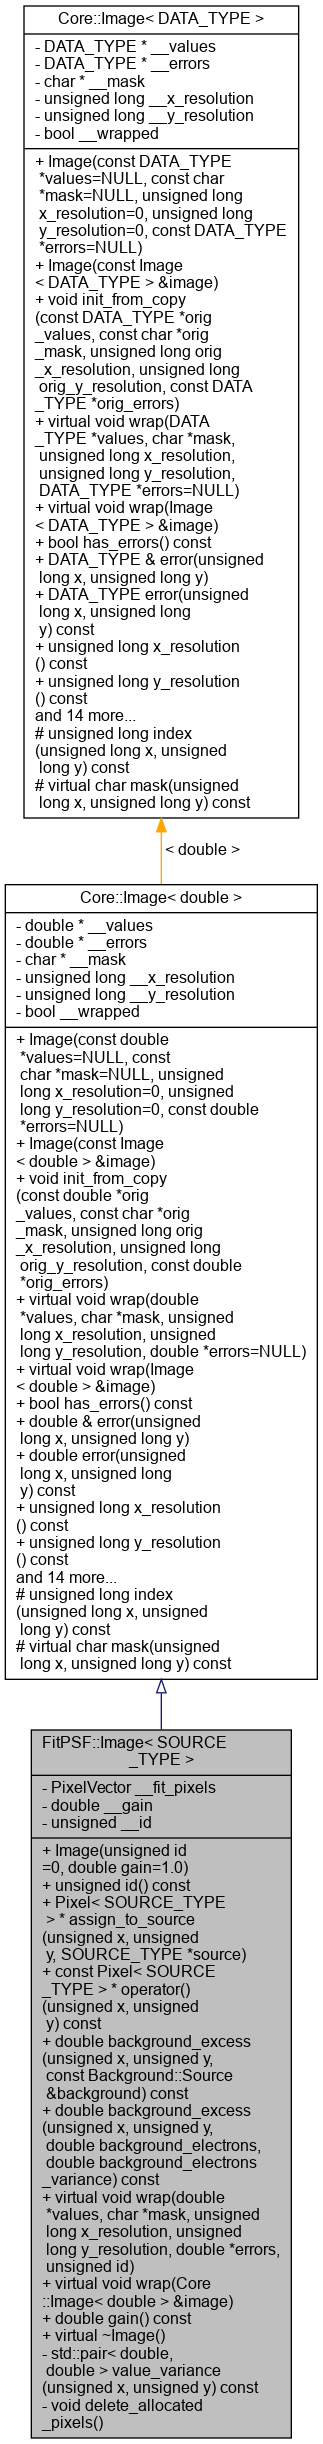 Core::Image< DATA_TYPE >
- DATA_TYPE * __values
- DATA_TYPE * __errors
- char * __mask
- unsigned long __x_resolution
- unsigned long __y_resolution
- bool __wrapped
+ Image(const DATA_TYPE
*values=NULL, const char
*mask=NULL, unsigned long
x_resolution=0, unsigned long
y_resolution=0, const DATA_TYPE
*errors=NULL)
+ Image(const Image
< DATA_TYPE > &image)
+ void init_from_copy
(const DATA_TYPE *orig
_values, const char *orig
_mask, unsigned long orig
_x_resolution, unsigned long
orig_y_resolution, const DATA
_TYPE *orig_errors)
+ virtual void wrap(DATA
_TYPE *values, char *mask,
unsigned long x_resolution,
unsigned long y_resolution,
DATA_TYPE *errors=NULL)
+ virtual void wrap(Image
< DATA_TYPE > &image)
+ bool has_errors() const
+ DATA_TYPE & error(unsigned
long x, unsigned long y)
+ DATA_TYPE error(unsigned
long x, unsigned long
y) const
+ unsigned long x_resolution
() const
+ unsigned long y_resolution
() const
and 14 more...
# unsigned long index
(unsigned long x, unsigned
long y) const
# virtual char mask(unsigned
long x, unsigned long y) const
< double >
Core::Image< double >
- double * __values
- double * __errors
- char * __mask
- unsigned long __x_resolution
- unsigned long __y_resolution
- bool __wrapped
+ Image(const double
*values=NULL, const
char *mask=NULL, unsigned
long x_resolution=0, unsigned
long y_resolution=0, const double
*errors=NULL)
+ Image(const Image
< double > &image)
+ void init_from_copy
(const double *orig
_values, const char *orig
_mask, unsigned long orig
_x_resolution, unsigned long
orig_y_resolution, const double
*orig_errors)
+ virtual void wrap(double
*values, char *mask, unsigned
long x_resolution, unsigned
long y_resolution, double *errors=NULL)
+ virtual void wrap(Image
< double > &image)
+ bool has_errors() const
+ double & error(unsigned
long x, unsigned long y)
+ double error(unsigned
long x, unsigned long
y) const
+ unsigned long x_resolution
() const
+ unsigned long y_resolution
() const
and 14 more...
# unsigned long index
(unsigned long x, unsigned
long y) const
# virtual char mask(unsigned
long x, unsigned long y) const
FitPSF::Image< SOURCE
_TYPE >
- PixelVector __fit_pixels
- double __gain
- unsigned __id
+ Image(unsigned id
=0, double gain=1.0)
+ unsigned id() const
+ Pixel< SOURCE_TYPE
> * assign_to_source
(unsigned x, unsigned
y, SOURCE_TYPE *source)
+ const Pixel< SOURCE
_TYPE > * operator()
(unsigned x, unsigned
y) const
+ double background_excess
(unsigned x, unsigned y,
const Background::Source
&background) const
+ double background_excess
(unsigned x, unsigned y,
double background_electrons,
double background_electrons
_variance) const
+ virtual void wrap(double
*values, char *mask, unsigned
long x_resolution, unsigned
long y_resolution, double *errors,
unsigned id)
+ virtual void wrap(Core
::Image< double > &image)
+ double gain() const
+ virtual ~Image()
- std::pair< double,
double > value_variance
(unsigned x, unsigned y) const
- void delete_allocated
_pixels()